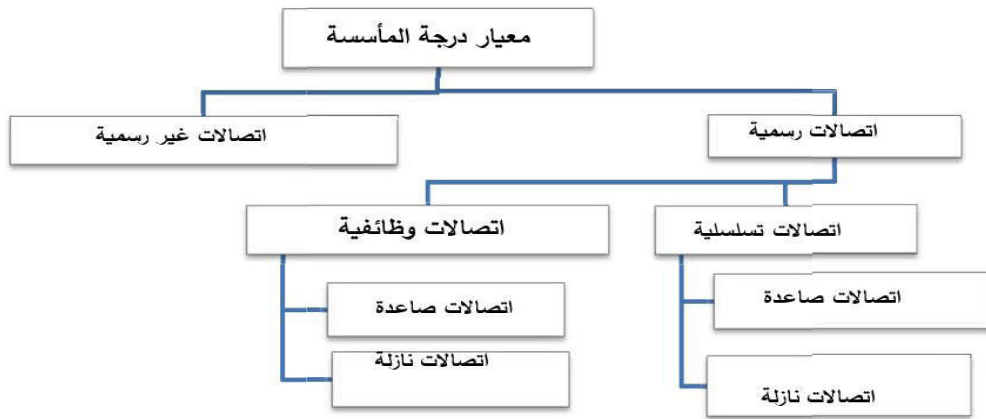 معيار درجة المأسسة
اتصالات رسمية
اتصالات غير رسمية
اتصالات تسلسلية
اتصالات وظائفية
اتصالات صاعدة
اتصالات صاعدة
اتصالات نازلة
اتصالات نازلة